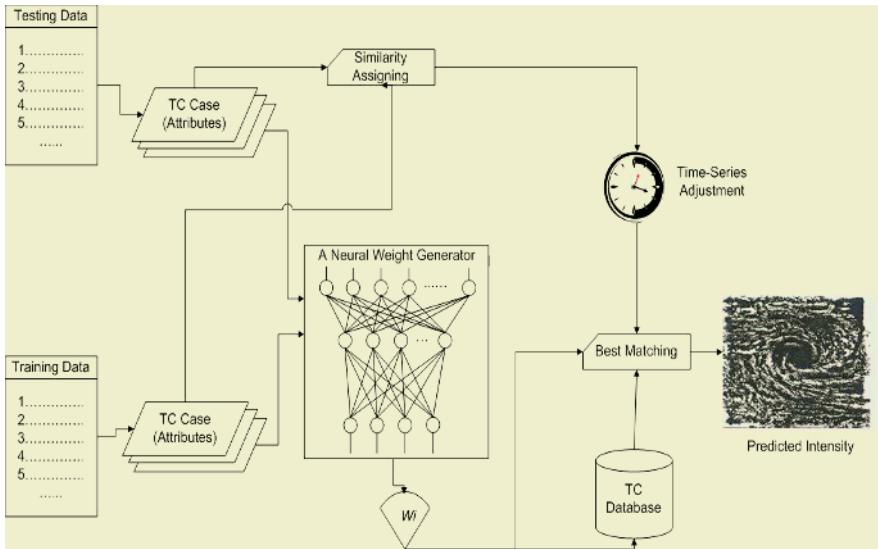 Testing Data
1..............
2..............
3..............
4..............
5..............
......
TC Case
(Attributes)
Similarity
Assigning
Time-Series
Adjustment
A Neural Weight Generator
......
...
Training Data
1..............
2..............
3..............
4..............
5..............
......
TC Case
(Attributes)
Best Matching
Predicted Intensity
Wi
TC
Database